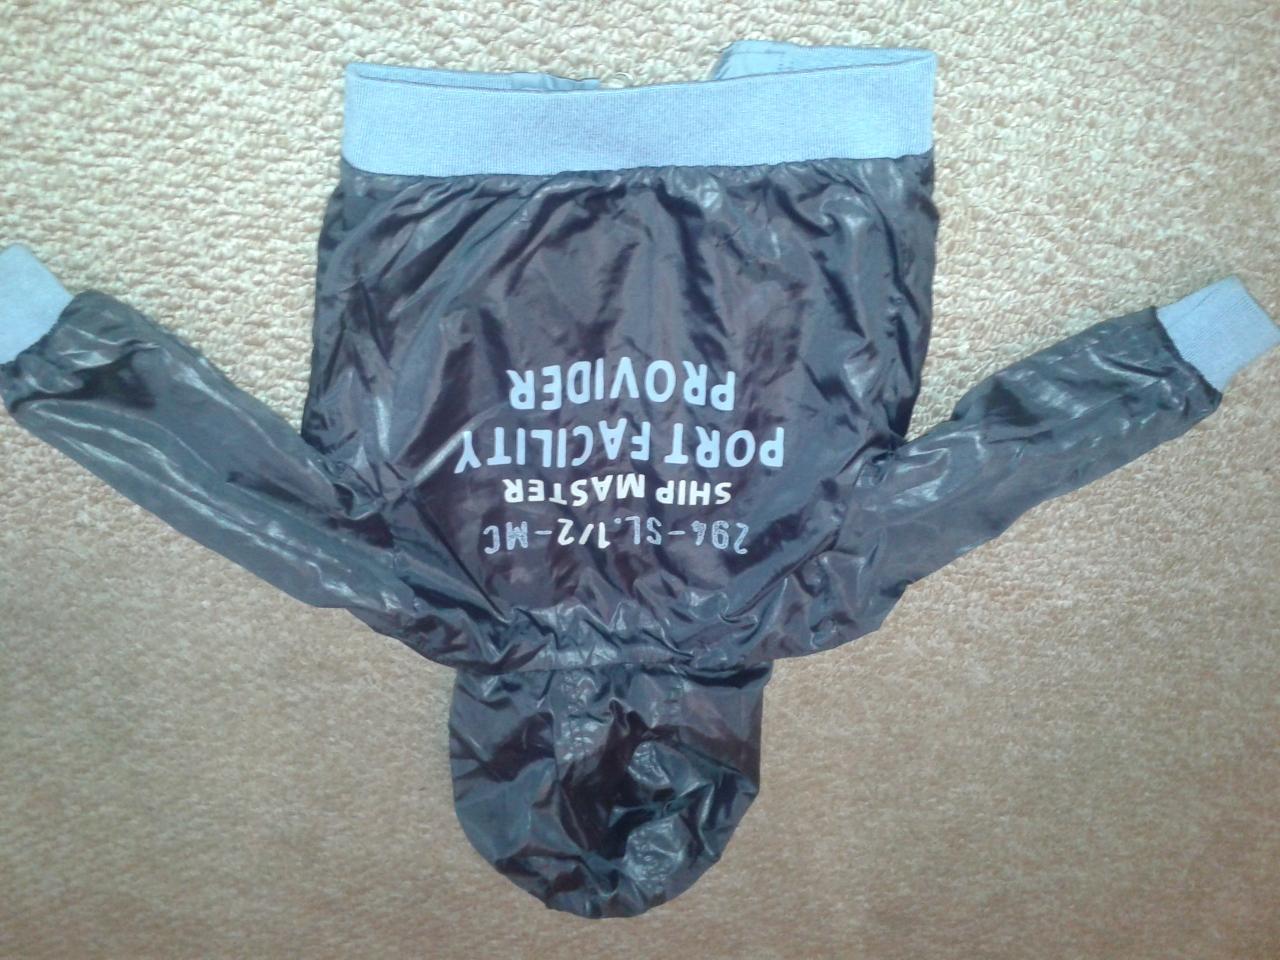 294-SL.1/2-MC
SHIP MASTER
PORT FACILITY
PROVIDER